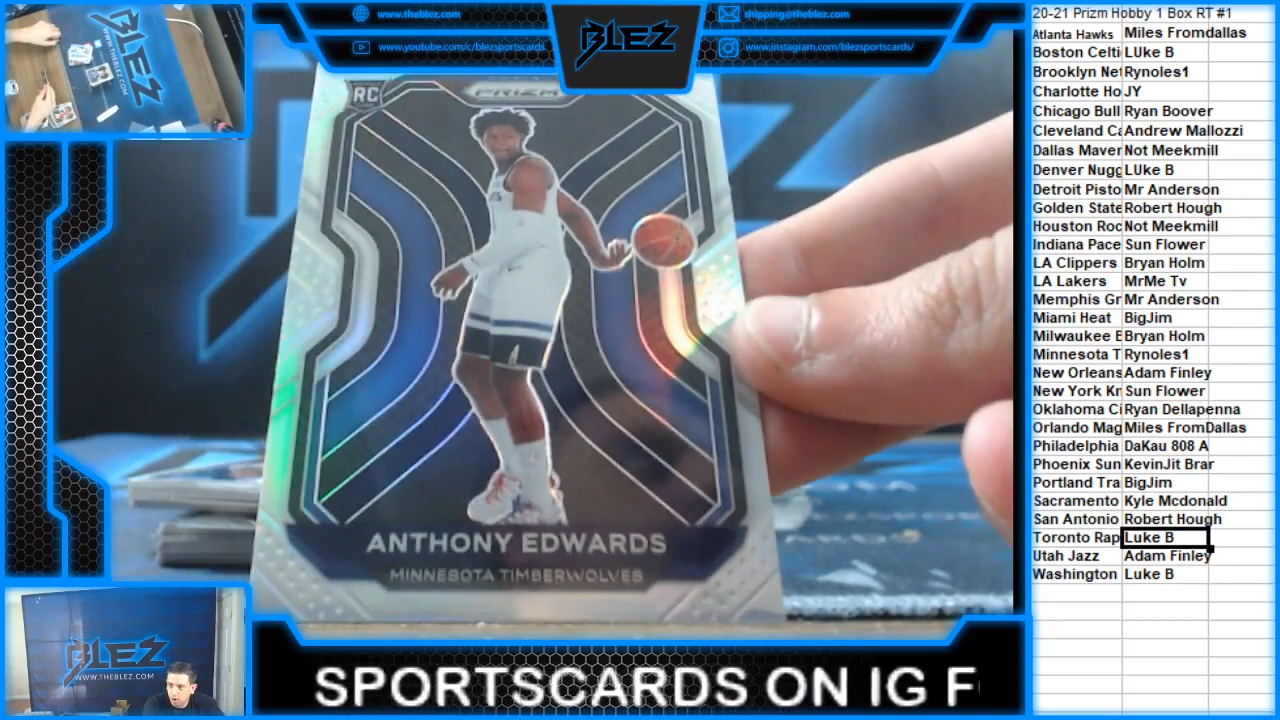 www.theblez.com
www.youtube.com/c/blezsportscards
BLEZ
shipping@theblez.com
www.instagram.com/blezsportscards/
BLEZ
RC
PRIZM
ANTHONY EDWARDS
MINNESOTA TIMBERWOLVES
BLEZ
WWW.THEBLEZ.COM
SPORTSCARDS ON IG F
20-21 Prizm Hobby 1 Box RT #1
Atlanta Hawks Miles Fromdallas
Boston Celti LUke B
Brooklyn Net Rynoles1
Charlotte Ho JY
Chicago Bull Ryan Boover
Cleveland Ca Andrew Mallozzi
Dallas Maver Not Meekmill
Denver Nugg LUke B
Detroit Pisto Mr Anderson
Golden State Robert Hough
Houston Roc Not Meekmill
Indiana Pace Sun Flower
LA Clippers Bryan Holm
LA Lakers MrMe Tv
Memphis Gr Mr Anderson
Miami Heat BigJim
Milwaukee B Bryan Holm
Minnesota T Rynoles1
New Orleans Adam Finley
New York Kn Sun Flower
Oklahoma Ci Ryan Dellapenna
Orlando Mag Miles FromDallas
Philadelphia DaKau 808 A
Phoenix Sun KevinJit Brar
Portland Tra BigJim
Sacramento Kyle Mcdonald
San Antonio Robert Hough
Toronto Rap Luke B
Utah Jazz Adam Finley
Washington Luke B